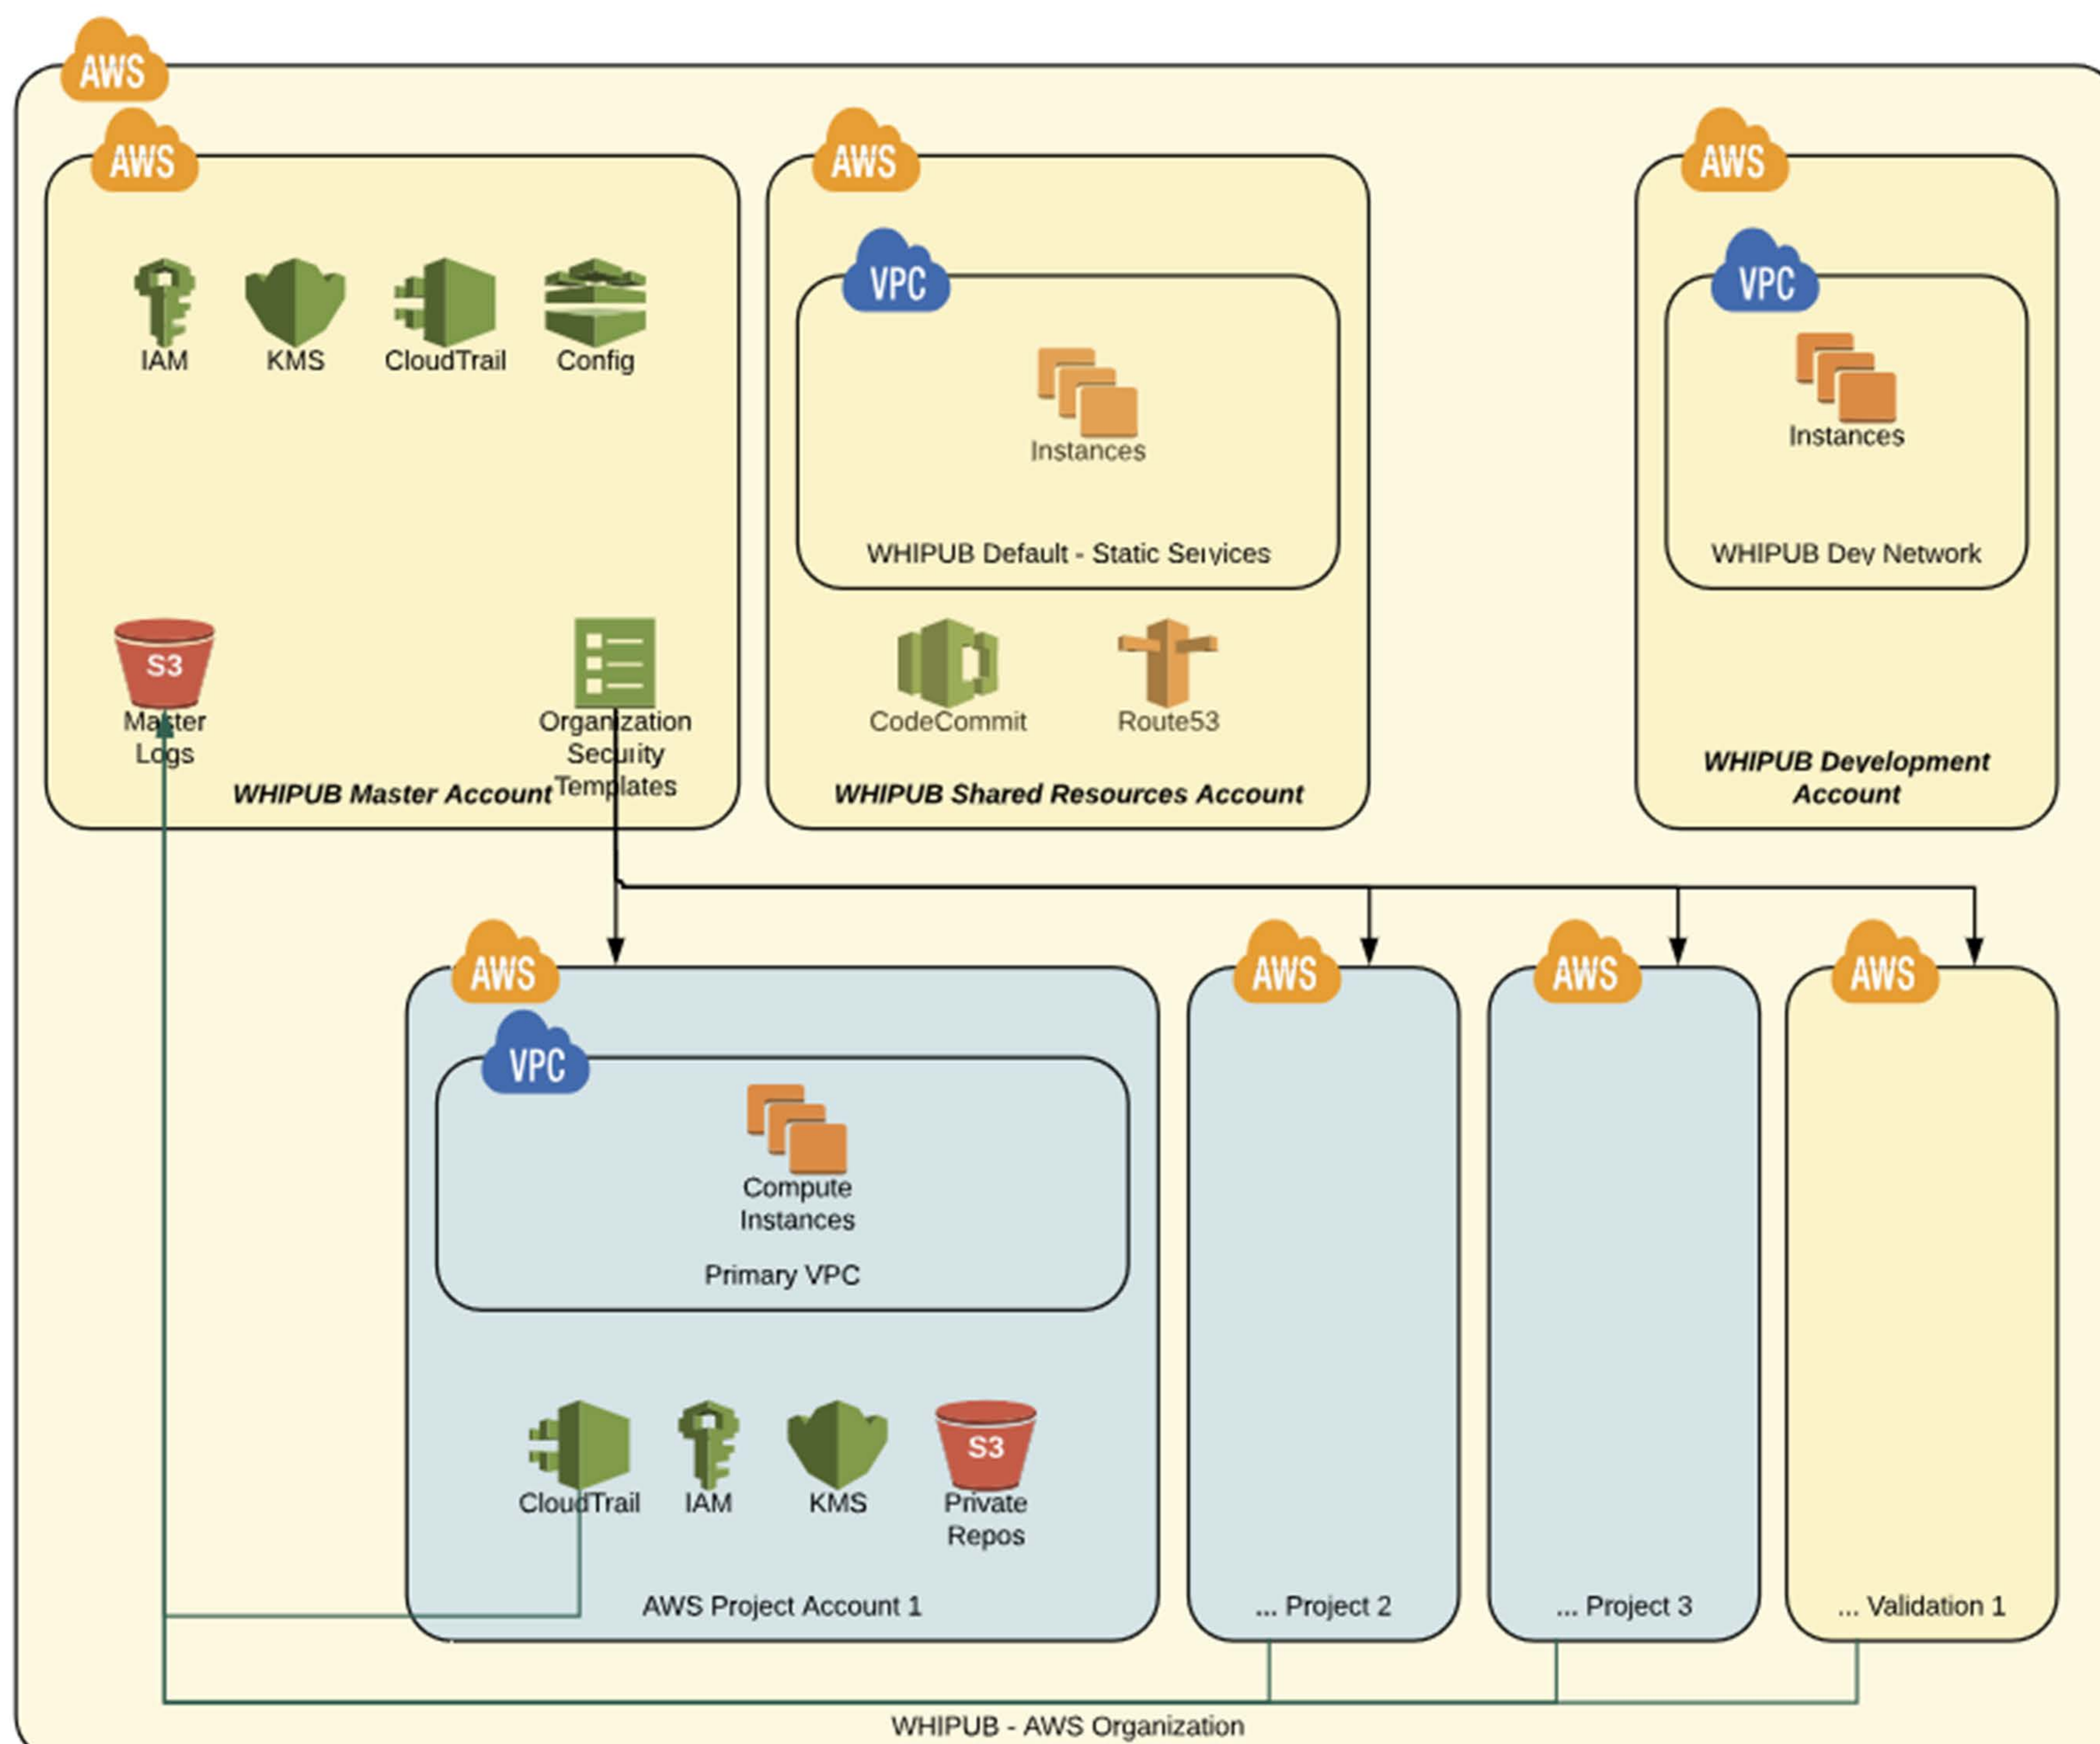 AWS
AWS
AWS
AWS
VPC
VPC
IAM
KMS
CloudTrail
Config
Instances
Instances
WHIPUB Default - Static Services
WHIPUB Dev Network
S3
Master
Logs
Organization
Security
Templates
CodeCommit
Route53
WHIPUB Master Account
WHIPUB Shared Resources Account
WHIPUB Development
Account
AWS
AWS
AWS
AWS
VPC
Compute
Instances
Primary VPC
CloudTrail
IAM
KMS
S3
Private
Repos
AWS Project Account 1
... Project 2
... Project 3
... Validation 1
WHIPUB - AWS Organization